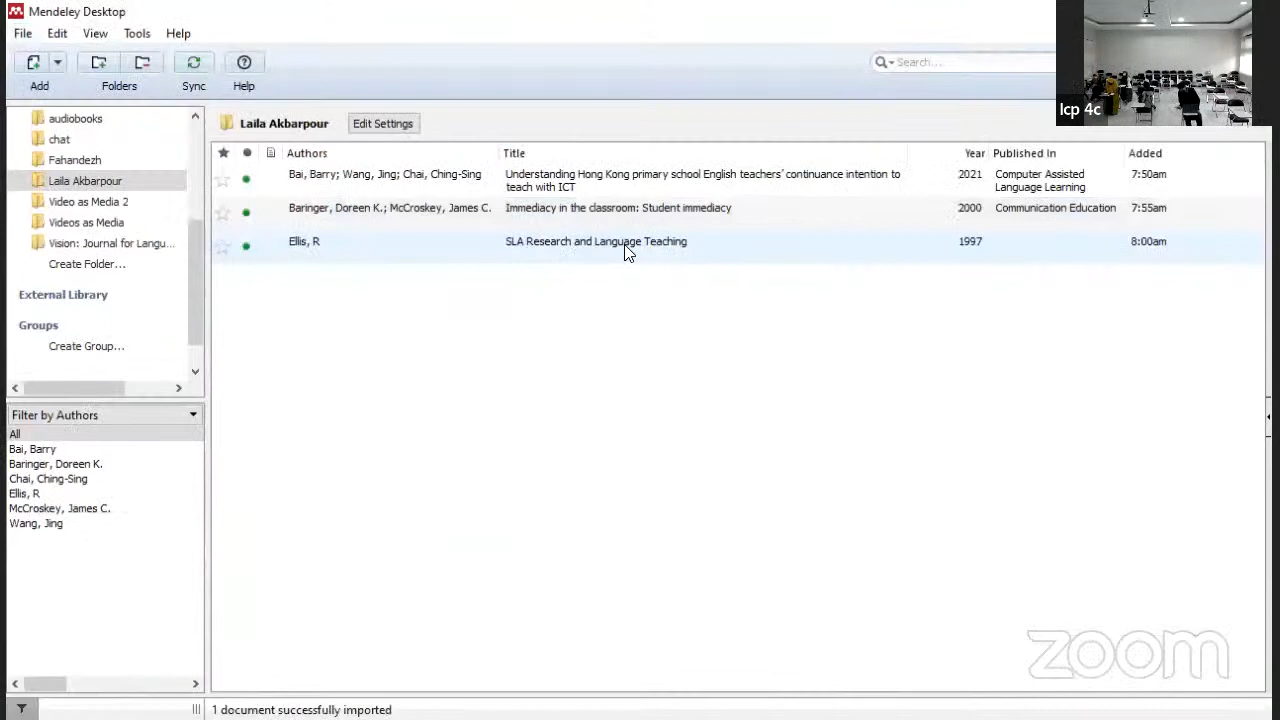 Mendeley Desktop
File Edit View Tools Help
Add Folders Sync Help
Search...
lcp 4c
audiobooks
chat
Fahandezh
Laila Akbarpour
Video as Media 2
Videos as Media
Vision: Journal for Langu...
Create Folder...
External Library
Groups
Create Group...
Filter by Authors
All
Bai, Barry
Baringer, Doreen K.
Chai, Ching-Sing
Ellis, R
McCroskey, James C.
Wang, Jing
Laila Akbarpour Edit Settings
Authors Title Year Published In Added
Bai, Barry; Wang, Jing; Chai, Ching-Sing Understanding Hong Kong primary school English teachers’ continuance intention to 2021 Computer Assisted 7:50am
teach with ICT Language Learning
Baringer, Doreen K.; McCroskey, James C. Immediacy in the classroom: Student immediacy 2000 Communication Education 7:55am
Ellis, R SLA Research and Language Teaching 1997 8:00am
zoom
1 document successfully imported